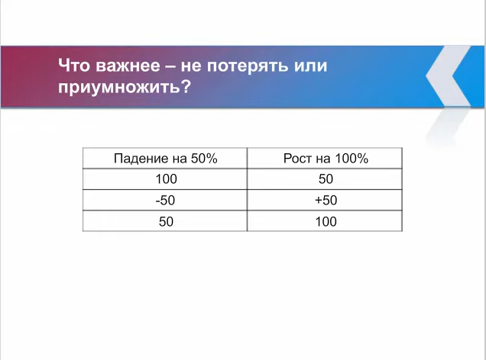 Что важнее – не потерять или
приумножить?
Падение на 50% Рост на 100%
100 50
-50 +50
50 100